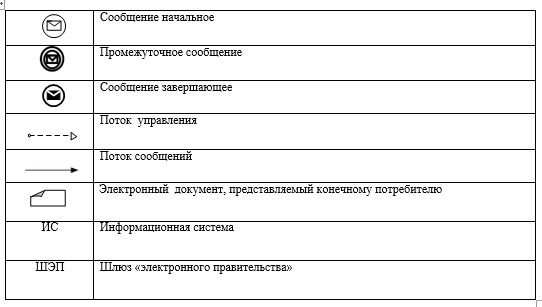 Сообщение начальное
Промежуточное сообщение
Сообщение завершающее
Поток управления
Поток сообщений
Электронный документ, представляемый конечному потребителю
ИС Информационная система
ШЭП Шлюз «электронного правительства»